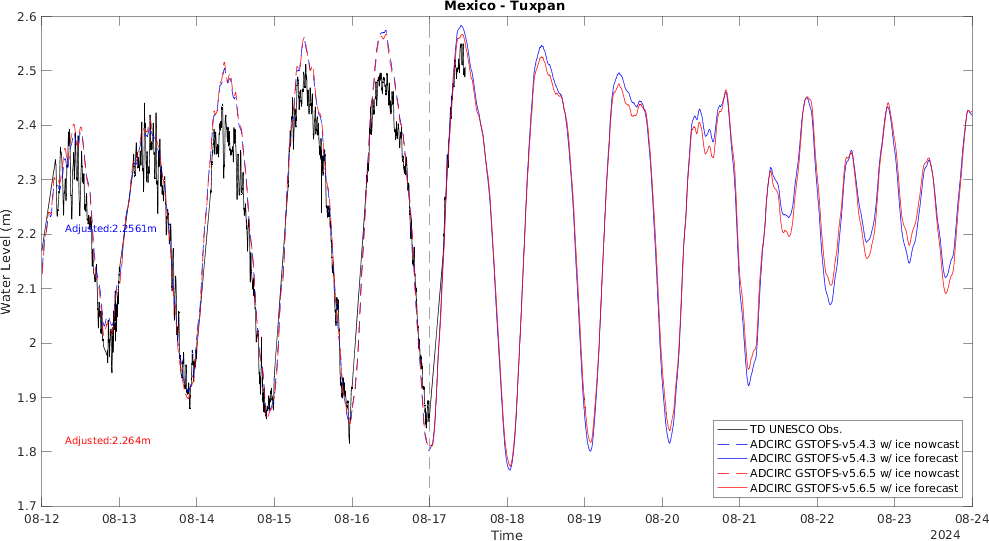 Mexico - Tuxpan
2.6
2.5
2.4
2.3
2.2
2.1
2
1.9
1.8
1.7
Water Level (m)
Adjusted:2.2561m
Adjusted:2.264m
TD UNESCO Obs.
ADCIRC GSTOFS-v5.4.3 w/ ice nowcast
ADCIRC GSTOFS-v5.4.3 w/ ice forecast
ADCIRC GSTOFS-v5.6.5 w/ ice nowcast
ADCIRC GSTOFS-v5.6.5 w/ ice forecast
08-12 08-13 08-14 08-15 08-16 08-17 08-18 08-19 08-20 08-21 08-22 08-23 08-24
Time
2024